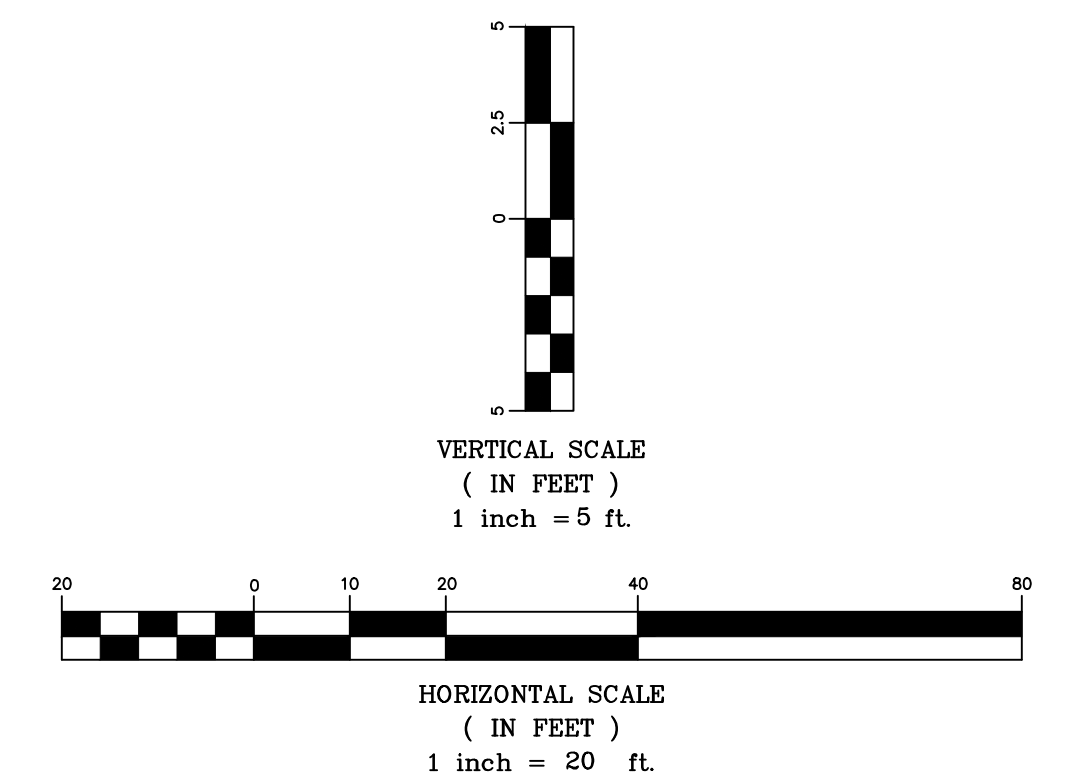 5
2.5
0
5
VERTICAL SCALE
( IN FEET )
1 inch = 5 ft.
20 0 10 20 40 80
HORIZONTAL SCALE
( IN FEET )
1 inch = 20 ft.